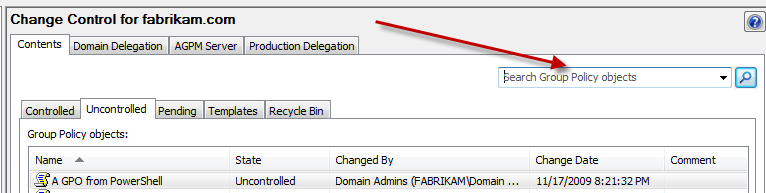 Change Control for fabrikam.com
Contents Domain Delegation AGPM Server Production Delegation
Search Group Policy objects
Controlled Uncontrolled Pending Templates Recycle Bin
Group Policy objects:
Name State Changed By Change Date Comment
A GPO from PowerShell Uncontrolled Domain Admins (FABRIKAM\Domain ... 11/17/2009 8:21:32 PM